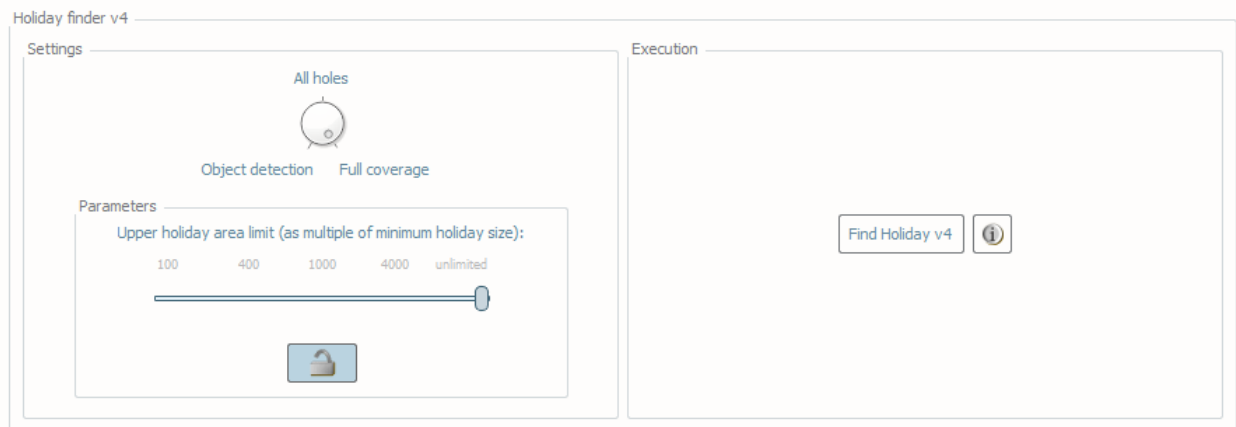 Holiday finder v4
Settings
All holes
Object detection Full coverage
Parameters
Upper holiday area limit (as multiple of minimum holiday size):
100 400 1000 4000 unlimited
Execution
Find Holiday v4
i